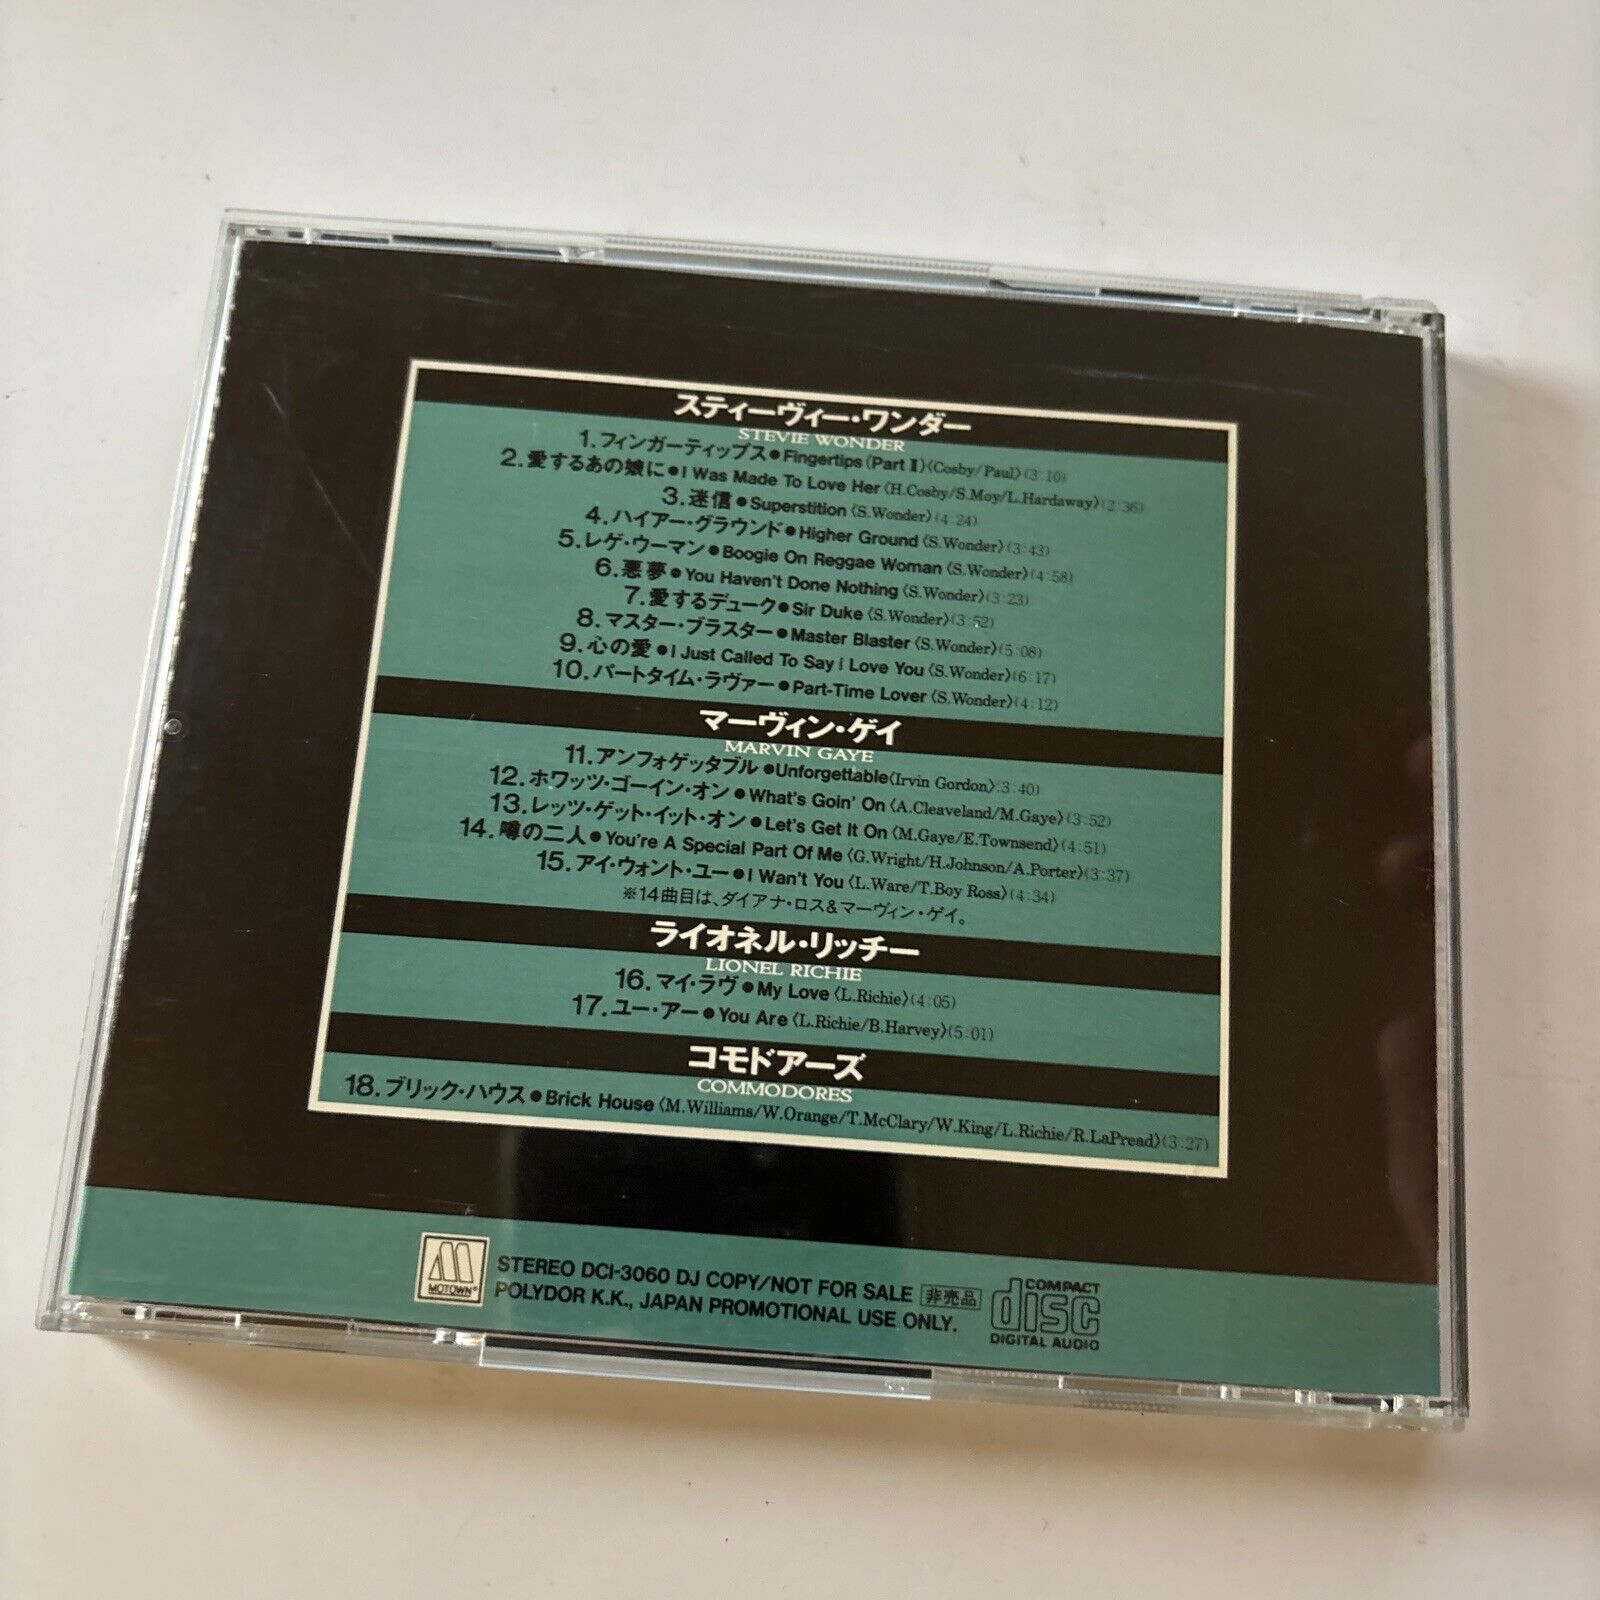 スティーヴィー・ワンダー
STEVIE WONDER
1.フィンガーティップス●Fingertips (Part Ⅱ)〈Cosby/Paul〉(3:10)
2.愛するあの娘に●I Was Made To Love Her〈H.Cosby/S.Moy/L.Hardaway〉(2:36)
3.迷信●Superstition〈S.Wonder〉(4:24)
4.ハイアー・グラウンド●Higher Ground〈S.Wonder〉(3:43)
5.レゲ・ウーマン●Boogie On Reggae Woman〈S.Wonder〉(4:58)
6.悪夢●You Haven't Done Nothing〈S.Wonder〉(3:23)
7.愛するデューク●Sir Duke〈S.Wonder〉(3:52)
8.マスター・ブラスター●Master Blaster〈S.Wonder〉(5:08)
9.心の愛●I Just Called To Say i Love You〈S.Wonder〉(6:17)
10.パートタイム・ラヴァー●Part-Time Lover〈S.Wonder〉(4:12)
マーヴィン・ゲイ
MARVIN GAYE
11.アンフォゲッタブル●Unforgettable〈Irvin Gordon〉(3:40)
12.ホワッツ・ゴーイン・オン●What's Goin' On〈A.Cleaveland/M.Gaye〉(3:52)
13.レッツ・ゲット・イット・オン●Let's Get It On〈M.Gaye/E.Townsend〉(4:51)
14.噂の二人●You're A Special Part Of Me〈G.Wright/H.Johnson/A.Porter〉(3:37)
15.アイ・ウォント・ユー●I Wan't You〈L.Ware/T.Boy Ross〉(4:34)
※14曲目は、ダイアナ・ロス&マーヴィン・ゲイ。
ライオネル・リッチー
LIONEL RICHIE
16.マイ・ラヴ●My Love〈L.Richie〉(4:05)
17.ユー・アー●You Are〈L.Richie/B.Harvey〉(5:01)
コモドアーズ
COMMODORES
18.ブリック・ハウス●Brick House〈M.Williams/W.Orange/T.McClary/W.King/L.Richie/R.LaPread〉(3:27)
MOTOWN®
STEREO DCI-3060 DJ COPY/NOT FOR SALE 非売品
POLYDOR K.K., JAPAN PROMOTIONAL USE ONLY.
COMPACT
disc
DIGITAL AUDIO